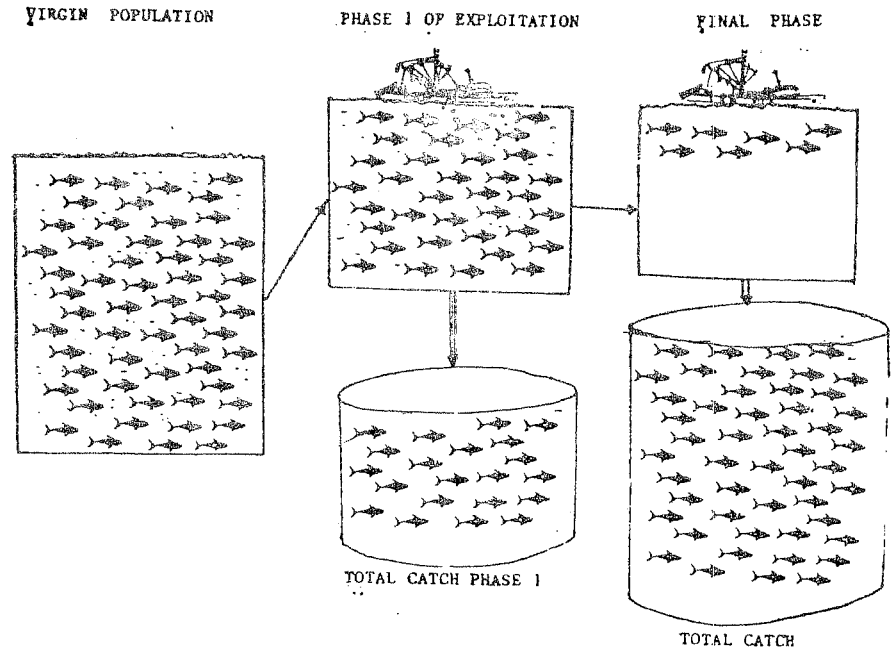 VIRGIN POPULATION
PHASE 1 OF EXPLOITATION
FINAL PHASE
TOTAL CATCH PHASE 1
TOTAL CATCH